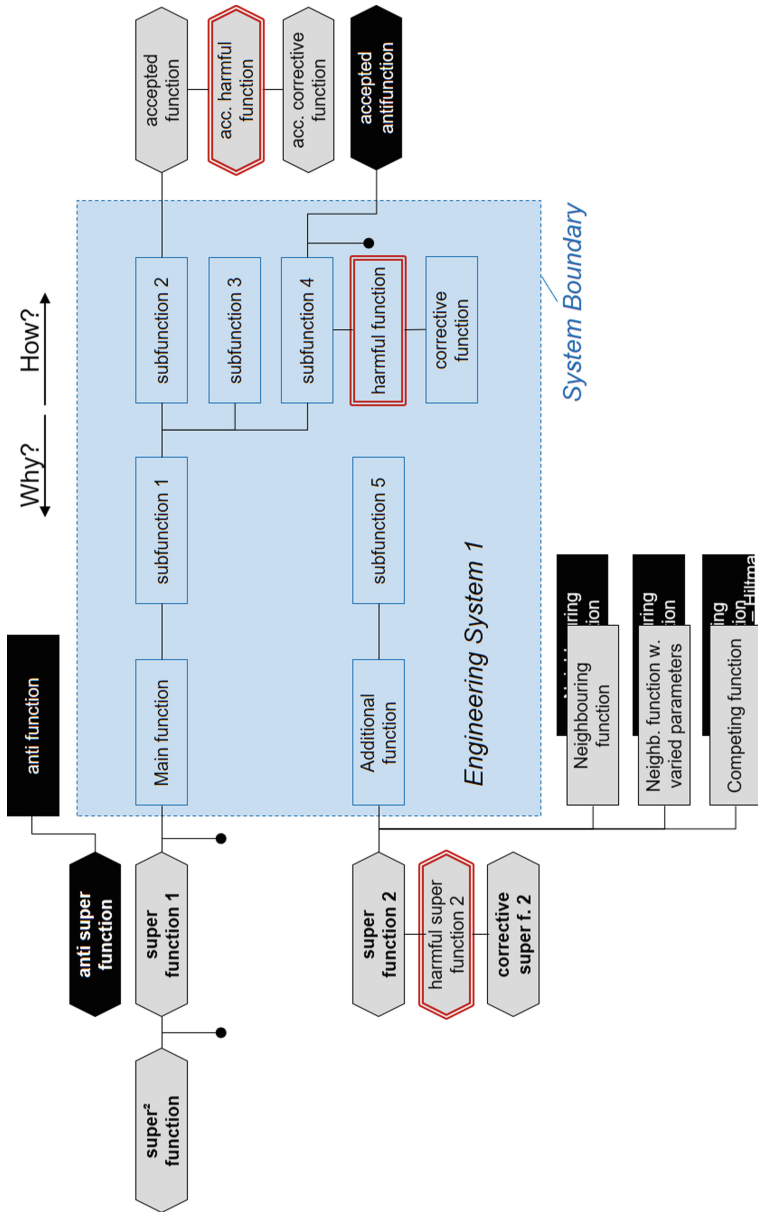 Why?
How?
anti function
anti super
function
super²
function
super
function 1
Main function
subfunction 1
subfunction 2
accepted
function
subfunction 3
acc. harmful
function
subfunction 4
acc. corrective
function
super
function 2
Additional
function
subfunction 5
harmful function
accepted
antifunction
harmful super
function 2
corrective
function
corrective
super f. 2
Engineering System 1
System Boundary
Neighbouring
function
Neighb. function w.
varied parameters
Competing function